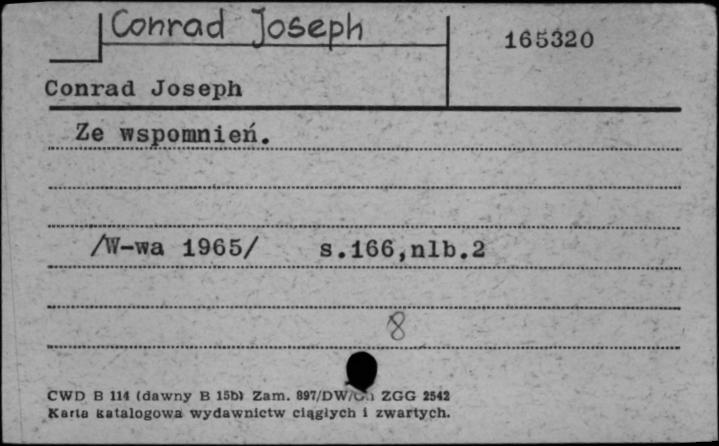 Conrad Joseph
165320
Conrad Joseph
Ze wspomnień.
/W-wa 1965/ s.166,nlb.2
8
CWD B 114 (dawny B 15b) Zam. 897/DW/ ZGG 2542
Karta katalogowa wydawnictw ciągłych i zwartych.